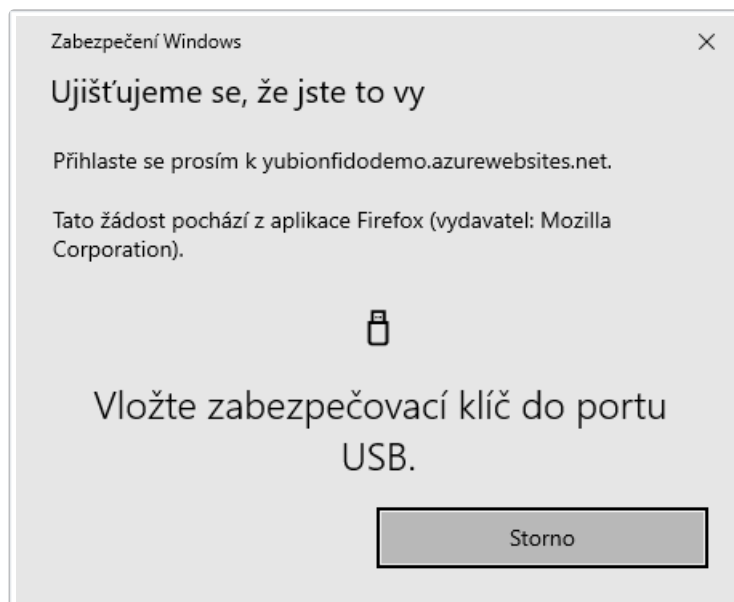 Zabezpečení Windows
Ujišťujeme se, že jste to vy
Přihlaste se prosím k yubionfidodemo.azurewebsites.net.
Tato žádost pochází z aplikace Firefox (vydavatel: Mozilla
Corporation).
Vložte zabezpečovací klíč do portu
USB.
Storno